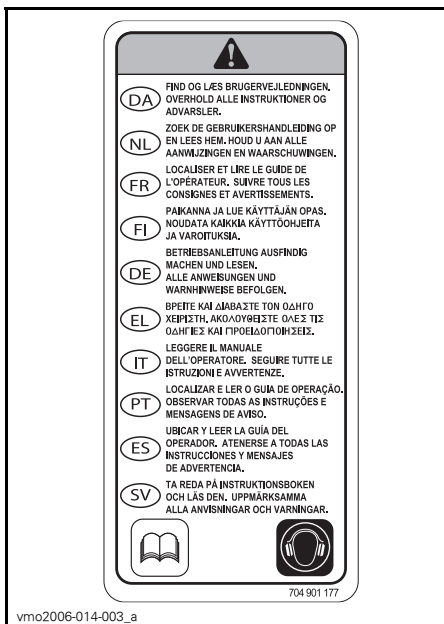 DA
FIND OG LÆS BRUGERVEJLEDNINGEN.
OVERHOLD ALLE INSTRUKTIONER OG
ADVARSLER.
NL
ZOEK DE GEBRUIKERSHANDLEIDING OP
EN LEES HEM. HOUD U AAN ALLE
AANWIJZINGEN EN WAARSCHUWINGEN.
FR
LOCALISER ET LIRE LE GUIDE DE
L'OPÉRATEUR. SUIVRE TOUS LES
CONSIGNES ET AVERTISSEMENTS.
FI
PAIKANNA JA LUE KÄYTTÄJÄN OPAS.
NOUDATA KAIKKIA KÄYTTÖOHJEITA
JA VAROITUKSIA.
DE
BETRIEBSANLEITUNG AUSFINDIG
MACHEN UND LESEN.
ALLE ANWEISUNGEN UND
WARNHINWEISE BEFOLGEN.
EL
ΒΡΕΙΤΕ ΚΑΙ ΔΙΑΒΑΣΤΕ ΤΟΝ ΟΔΗΓΟ
ΧΕΙΡΙΣΤΗ. ΑΚΟΛΟΥΘΕΙΣΤΕ ΟΛΕΣ ΤΙΣ
ΟΔΗΓΙΕΣ ΚΑΙ ΠΡΟΕΙΔΟΠΟΙΗΣΕΙΣ.
IT
LEGGERE IL MANUALE
DELL'OPERATORE. SEGUIRE TUTTE LE
ISTRUZIONI E AVVERTENZE.
PT
LOCALIZAR E LER O GUIA DE OPERAÇÃO.
OBSERVAR TODAS AS INSTRUÇÕES E
MENSAGENS DE AVISO.
ES
UBICAR Y LEER LA GUÍA DEL
OPERADOR. ATENERSE A TODAS LAS
INSTRUCCIONES Y MENSAJES
DE ADVERTENCIA.
SV
TA REDA PÅ INSTRUKTIONSBOKEN
OCH LÄS DEN. UPPMÄRKSAMMA
ALLA ANVISNINGAR OCH VARNINGAR.
704 901 177
vmo2006-014-003_a